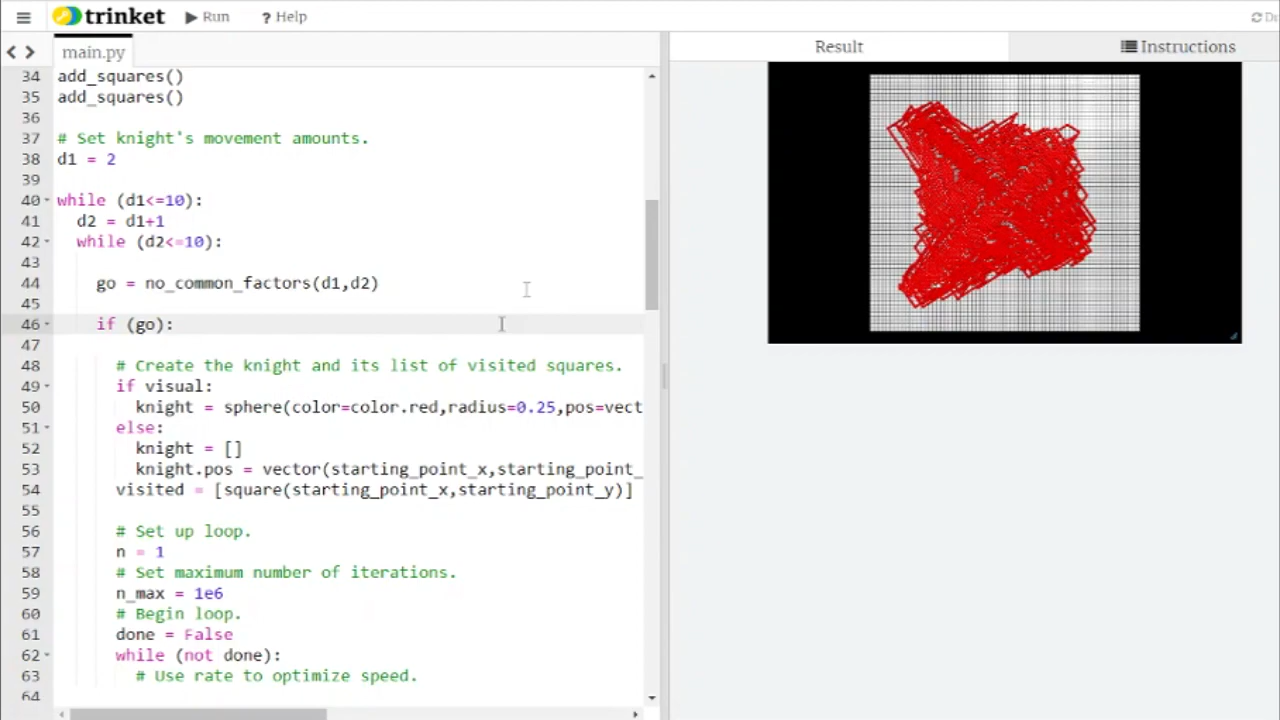 trinket
Run
Help
main.py
Result
Instructions
34 add_squares()
35 add_squares()
36
37 # Set knight's movement amounts.
38 d1 = 2
39
40 while (d1<=10):
41 d2 = d1+1
42 while (d2<=10):
43
44 go = no_common_factors(d1,d2)
45
46 if (go):
47
48 # Create the knight and its list of visited squares.
49 if visual:
50 knight = sphere(color=color.red,radius=0.25,pos=vect
51 else:
52 knight = []
53 knight.pos = vector(starting_point_x,starting_point_
54 visited = [square(starting_point_x,starting_point_y)]
55
56 # Set up loop.
57 n = 1
58 # Set maximum number of iterations.
59 n_max = 1e6
60 # Begin loop.
61 done = False
62 while (not done):
63 # Use rate to optimize speed.
64